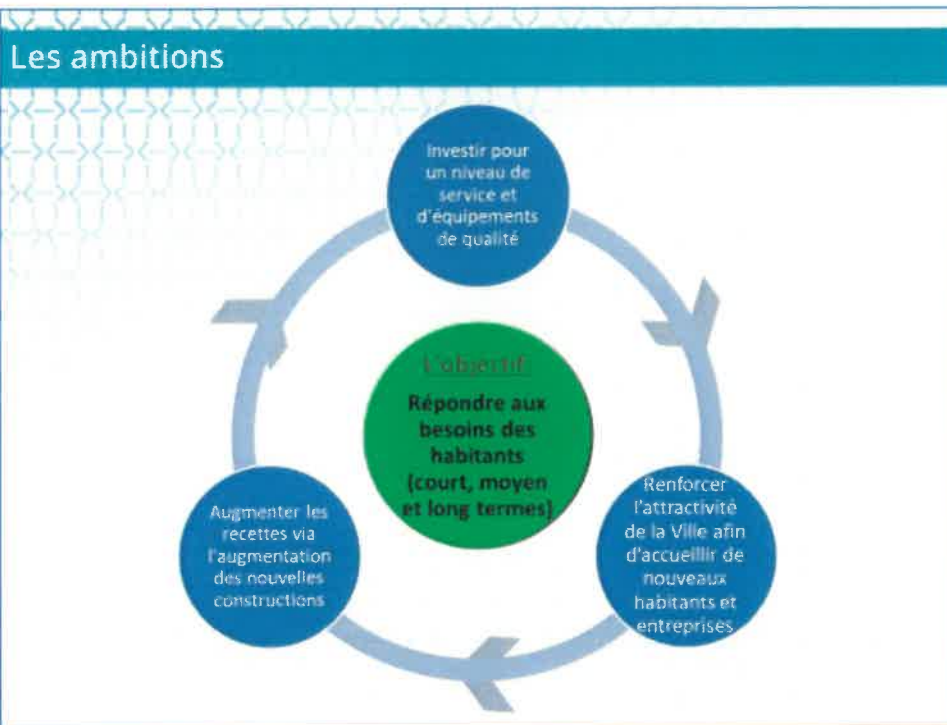 Les ambitions
Investir pour
un niveau de
service et
d'équipements
de qualité
L'objectif
Répondre aux
besoins des
habitants
(court, moyen
et long termes)
Renforcer
l'attractivité
de la Ville afin
d'accueillir de
nouveaux
habitants et
entreprises
Augmenter les
recettes via
l'augmentation
des nouvelles
constructions